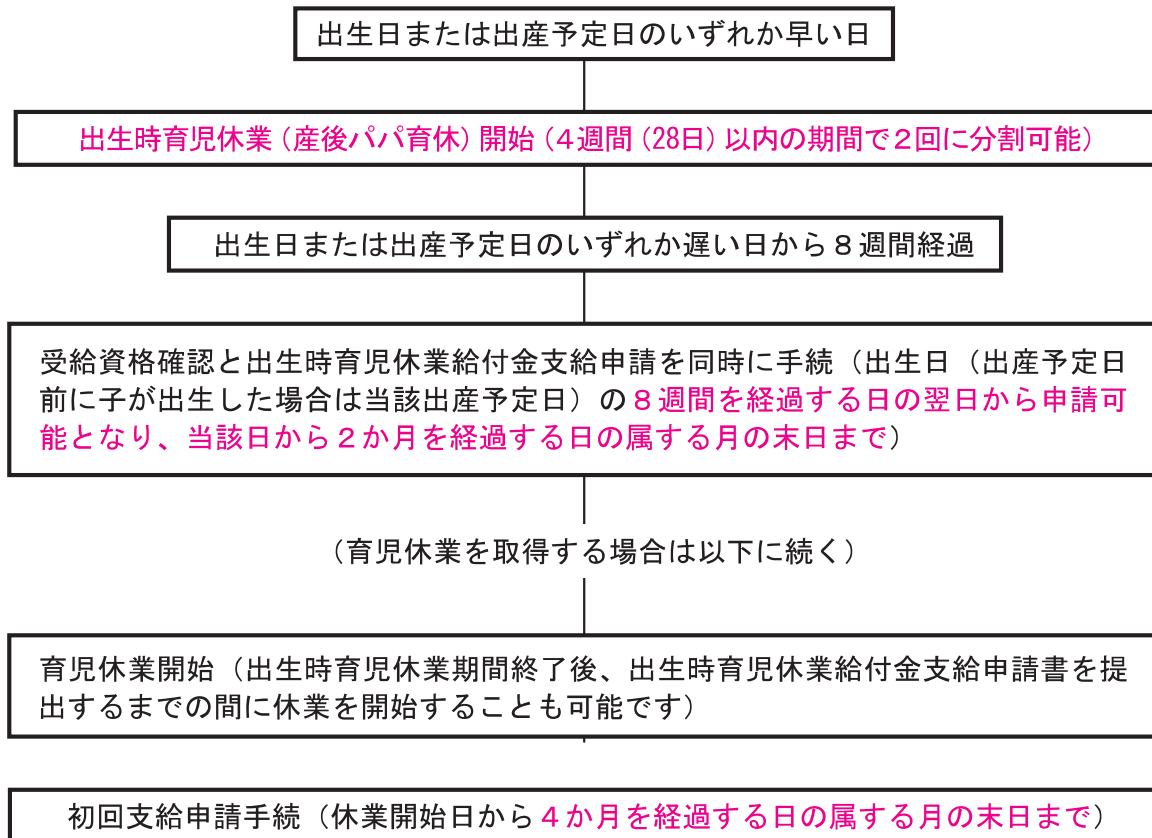 出生日または出産予定日のいずれか早い日
出生時育児休業（産後パパ育休）開始（４週間（28日）以内の期間で２回に分割可能）
出生日または出産予定日のいずれか遅い日から８週間経過
受給資格確認と出生時育児休業給付金支給申請を同時に手続（出生日（出産予定日
前に子が出生した場合は当該出産予定日）の８週間を経過する日の翌日から申請可
能となり、当該日から２か月を経過する日の属する月の末日まで）
（育児休業を取得する場合は以下に続く）
育児休業開始（出生時育児休業期間終了後、出生時育児休業給付金支給申請書を提
出するまでの間に休業を開始することも可能です）
初回支給申請手続（休業開始日から４か月を経過する日の属する月の末日まで）